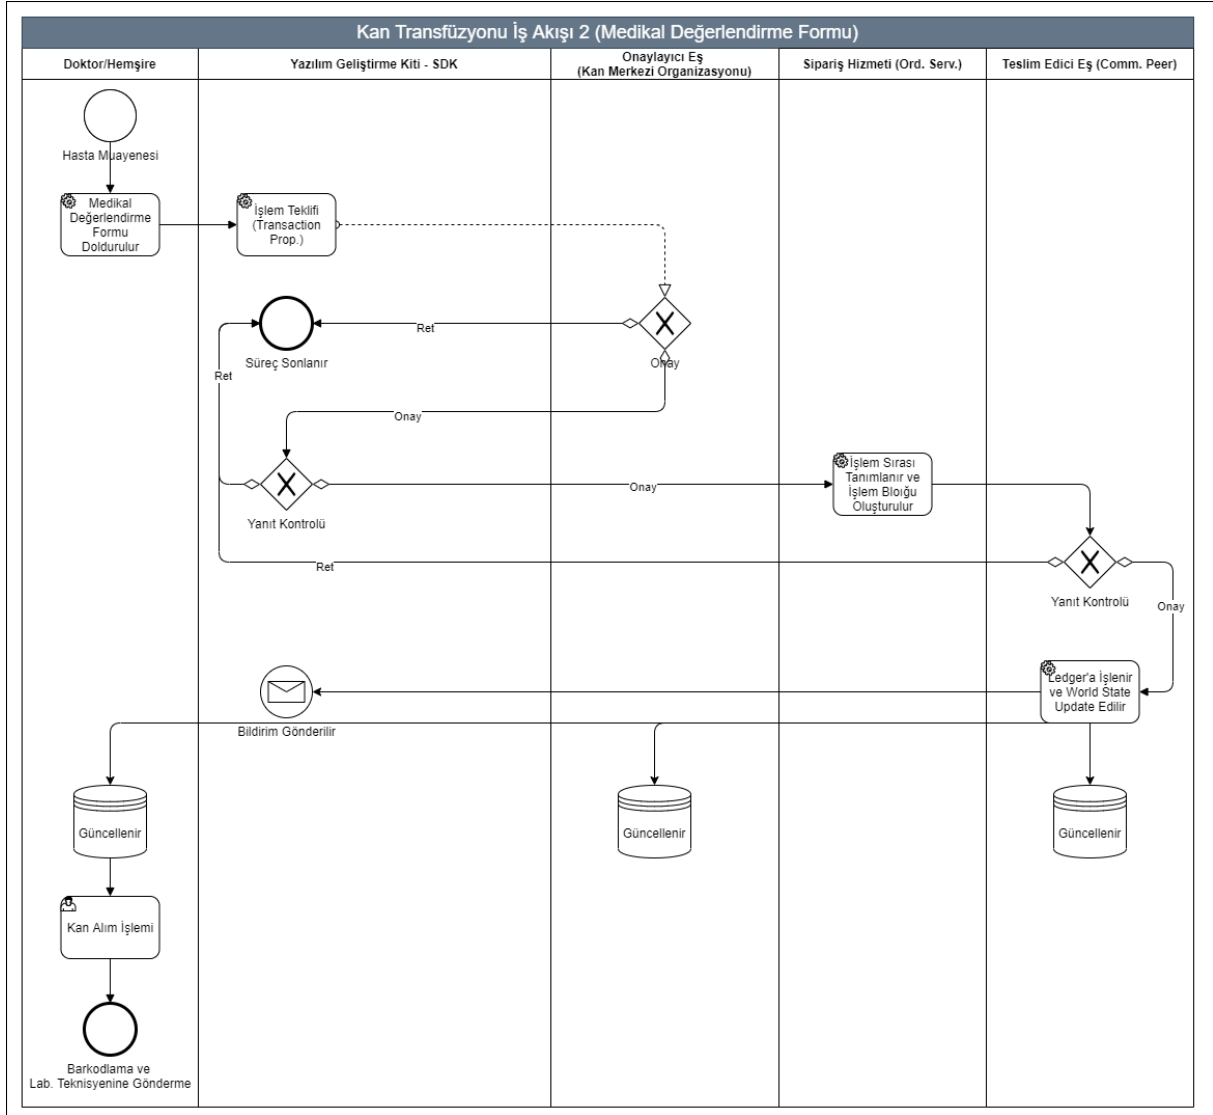 Kan Transfüzyonu İş Akışı 2 (Medikal Değerlendirme Formu)
Doktor/Hemşire
Yazılım Geliştirme Kiti - SDK
Onaylayıcı Eş
(Kan Merkezi Organizasyonu)
Sipariş Hizmeti (Ord. Serv.)
Teslim Edici Eş (Comm. Peer)
Hasta Muayenesi
Medikal
Değerlendirme
Formu
Doldurulur
İşlem Teklifi
(Transaction
Prop.)
Ret
Süreç Sonlanır
Onay
Ret
Onay
Yanıt Kontrolü
Onay
İşlem Sırası
Tanımlanır ve
İşlem Bloığu
Oluşturulur
Ret
Yanıt Kontrolü
Onay
Ledger'a İşlenir
ve World State
Update Edilir
Bildirim Gönderilir
Güncellenir
Güncellenir
Güncellenir
Kan Alım İşlemi
Barkodlama ve
Lab. Teknisyenine Gönderme